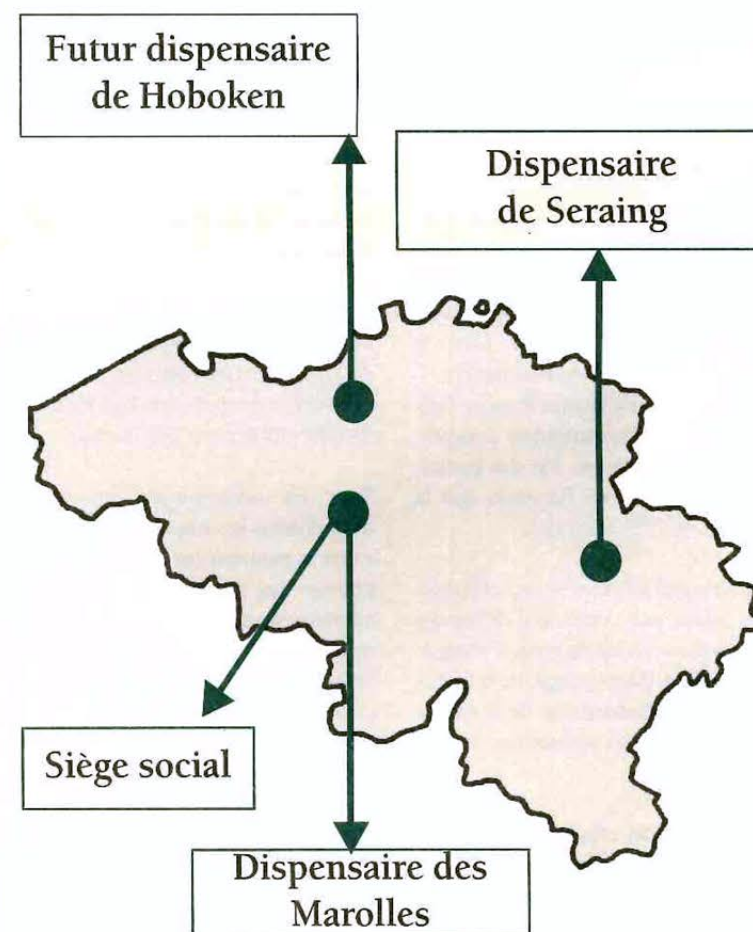 Futur dispensaire
de Hoboken
Dispensaire
de Seraing
Siège social
Dispensaire des
Marolles